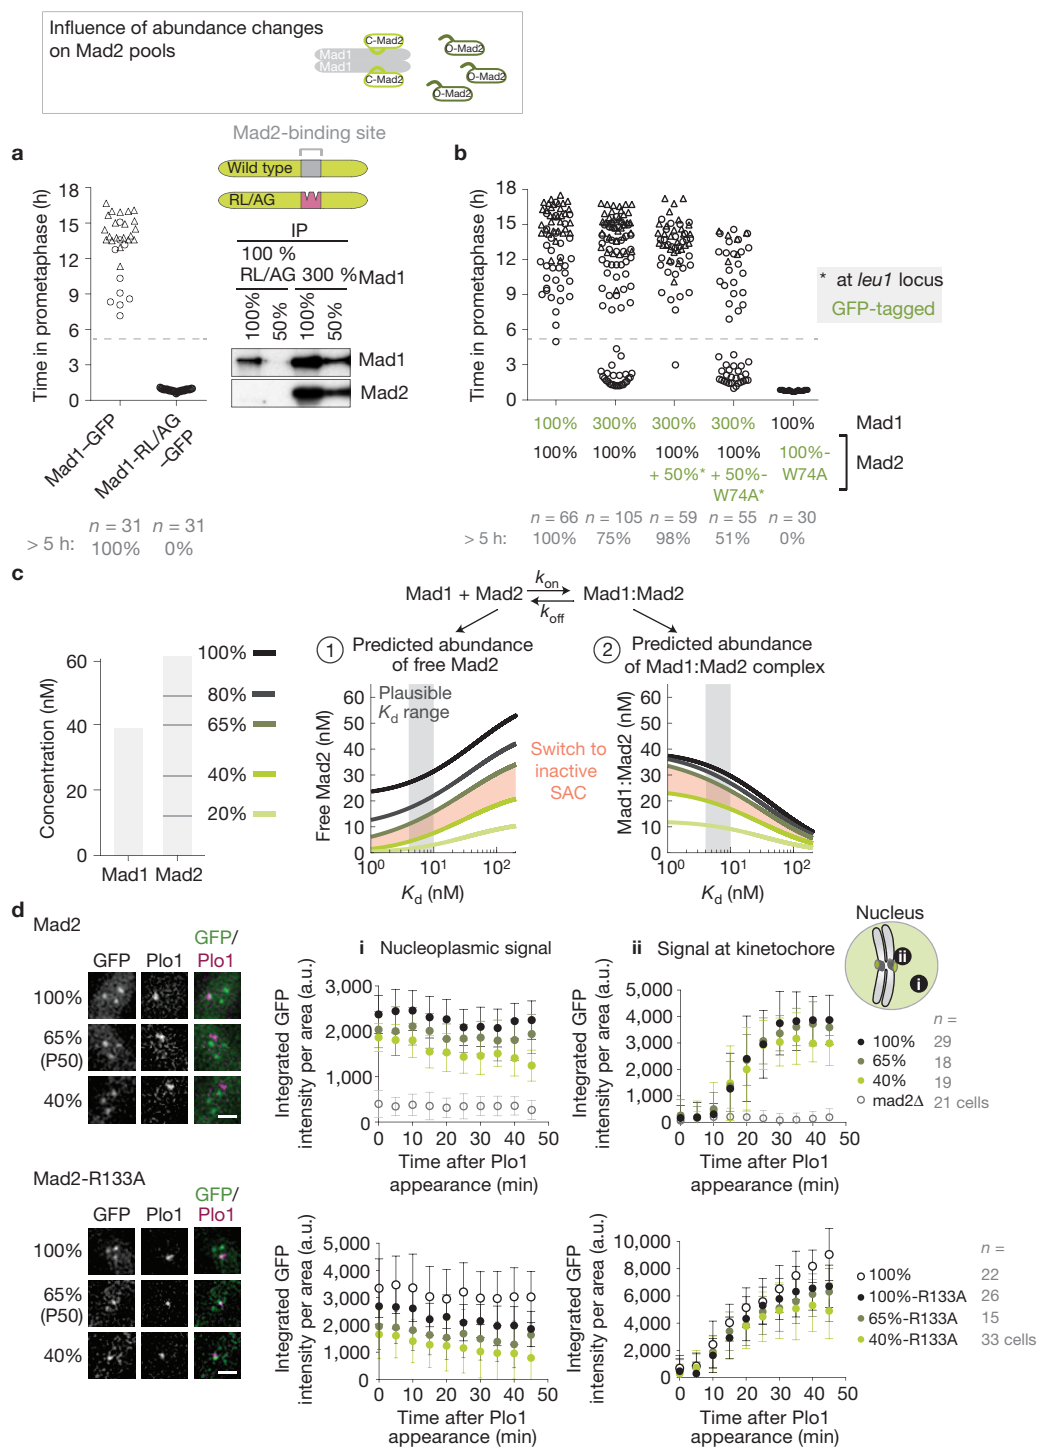 Influence of abundance changes
on Mad2 pools
C-Mad2
Mad1
Mad1
C-Mad2
O-Mad2
O-Mad2
O-Mad2
a
Time in prometaphase (h)
18
15
12
9
6
3
0
Mad1–GFP
Mad1-RL/AG
–GFP
n = 31 n = 31
> 5 h: 100% 0%
Mad2-binding site
Wild type
RL/AG
IP
100 %
RL/AG 300 % Mad1
100% 50% 100% 50%
Mad1
Mad2
b
Time in prometaphase (h)
18
15
12
9
6
3
0
* at leu1 locus
GFP-tagged
100% 300% 300% 300% 100% Mad1
100% 100% 100% 100% 100%-
+ 50%* + 50%- W74A Mad2
W74A*
n = 66 n = 105 n = 59 n = 55 n = 30
> 5 h: 100% 75% 98% 51% 0%
c
Concentration (nM)
60
40
20
0
Mad1 Mad2
100%
80%
65%
40%
20%
Mad1 + Mad2 kon koff Mad1:Mad2
1 Predicted abundance
of free Mad2
Free Mad2 (nM)
60
50
40
30
20
10
0
Plausible
Kd range
10⁰ 10¹ 10²
Kd (nM)
Switch to
inactive
SAC
2 Predicted abundance
of Mad1:Mad2 complex
Mad1:Mad2 (nM)
60
50
40
30
20
10
0
10⁰ 10¹ 10²
Kd (nM)
d
Mad2
GFP Plo1 GFP/
Plo1
100%
65%
(P50)
40%
i Nucleoplasmic signal
Integrated GFP
intensity per area (a.u.)
3,000
2,000
1,000
0
0 10 20 30 40 50
Time after Plo1
appearance (min)
ii Signal at kinetochore
Integrated GFP
intensity per area (a.u.)
5,000
4,000
3,000
2,000
1,000
0
0 10 20 30 40 50
Time after Plo1
appearance (min)
Nucleus
ii
i
n =
100% 29
65% 18
40% 19
mad2Δ 21 cells
Mad2-R133A
GFP Plo1 GFP/
Plo1
100%
65%
(P50)
40%
Integrated GFP
intensity per area (a.u.)
5,000
4,000
3,000
2,000
1,000
0
0 10 20 30 40 50
Time after Plo1
appearance (min)
Integrated GFP
intensity per area (a.u.)
10,000
8,000
6,000
4,000
2,000
0
0 10 20 30 40 50
Time after Plo1
appearance (min)
n =
100% 22
100%-R133A 26
65%-R133A 15
40%-R133A 33 cells